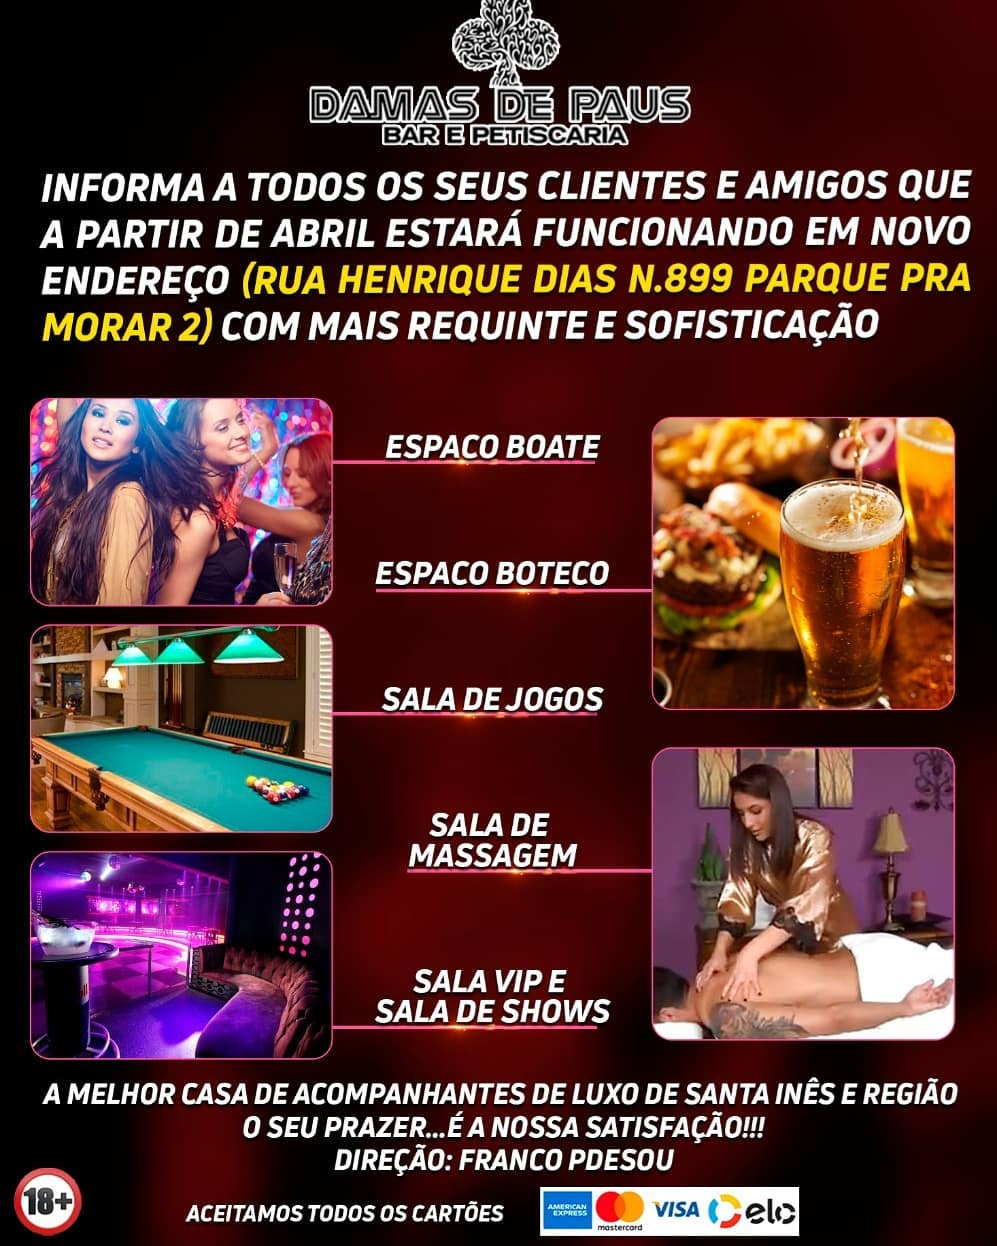 DAMAS DE PAUS
BAR E PETISCARIA
INFORMA A TODOS OS SEUS CLIENTES E AMIGOS QUE
A PARTIR DE ABRIL ESTARÁ FUNCIONANDO EM NOVO
ENDEREÇO (RUA HENRIQUE DIAS N.899 PARQUE PRA
MORAR 2) COM MAIS REQUINTE E SOFISTICAÇÃO
ESPACO BOATE
ESPACO BOTECO
SALA DE JOGOS
SALA DE
MASSAGEM
SALA VIP E
SALA DE SHOWS
A MELHOR CASA DE ACOMPANHANTES DE LUXO DE SANTA INÊS E REGIÃO
O SEU PRAZER...É A NOSSA SATISFAÇÃO!!!
DIREÇÃO: FRANCO PDESOU
18+
ACEITAMOS TODOS OS CARTÕES
AMERICAN
EXPRESS
mastercard
VISA
elo